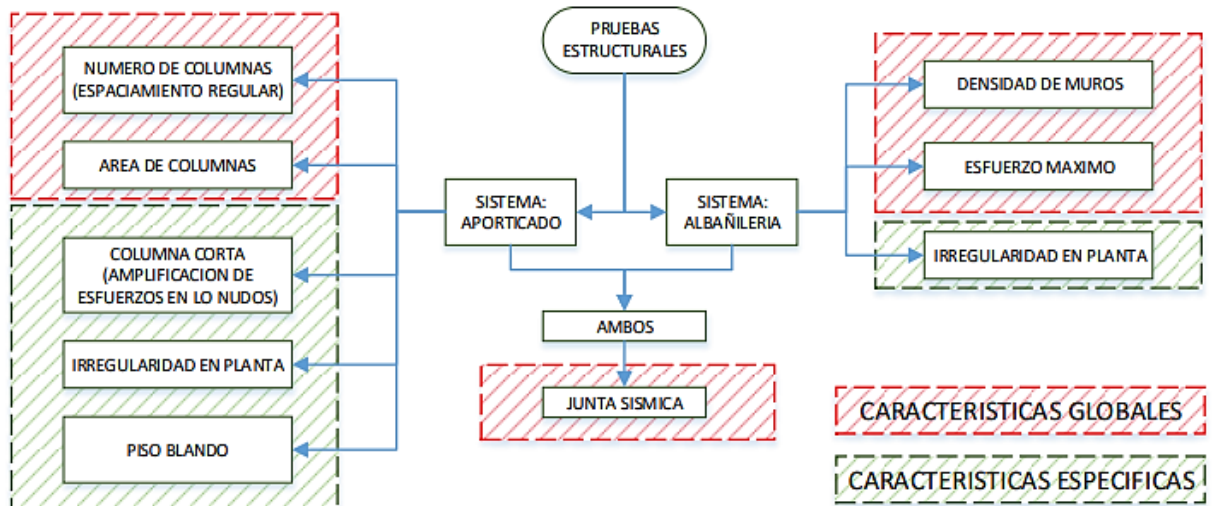 PRUEBAS
ESTRUCTURALES
NUMERO DE COLUMNAS
(ESPACIAMIENTO REGULAR)
AREA DE COLUMNAS
COLUMNA CORTA
(AMPLIFICACION DE
ESFUERZOS EN LO NUDOS)
IRREGULARIDAD EN PLANTA
PISO BLANDO
SISTEMA:
APORTICADO
SISTEMA:
ALBAÑILERIA
AMBOS
JUNTA SISMICA
DENSIDAD DE MUROS
ESFUERZO MAXIMO
IRREGULARIDAD EN PLANTA
CARACTERISTICAS GLOBALES
CARACTERISTICAS ESPECIFICAS